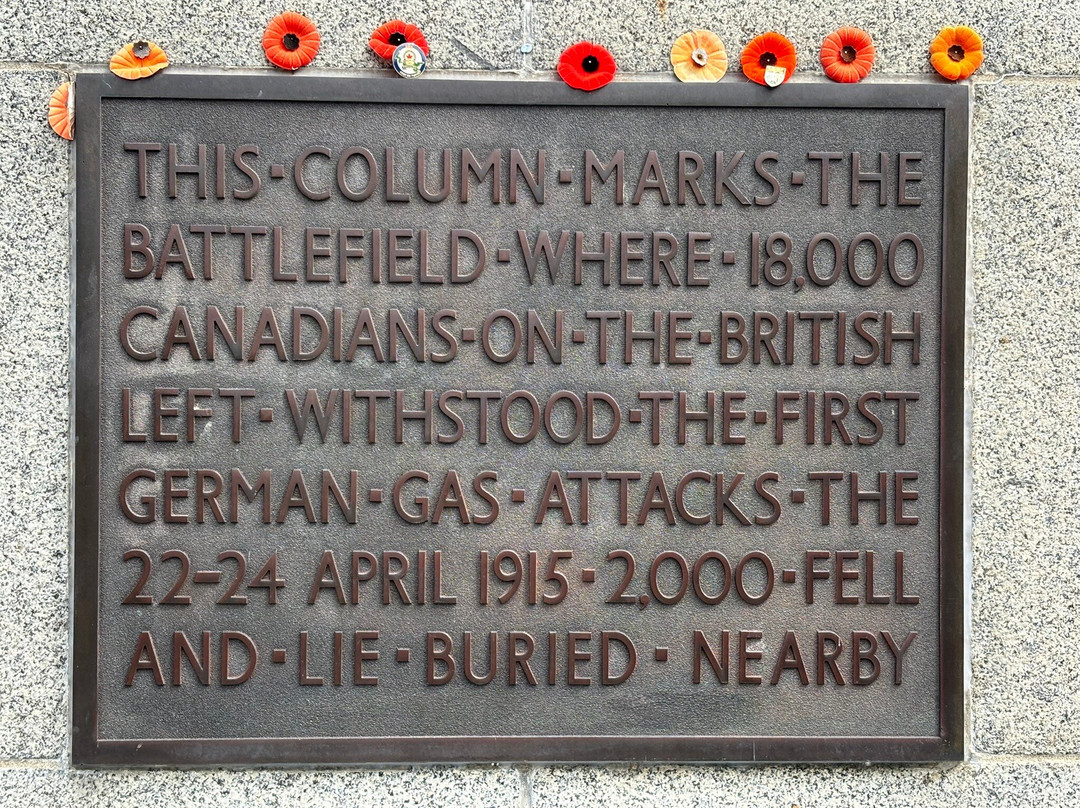 THIS·COLUMN·MARKS·THE
BATTLEFIELD·WHERE·18,000
CANADIANS·ON·THE·BRITISH
LEFT·WITHSTOOD·THE·FIRST
GERMAN·GAS·ATTACKS·THE
22-24 APRIL 1915·2,000·FELL
AND·LIE·BURIED·NEARBY